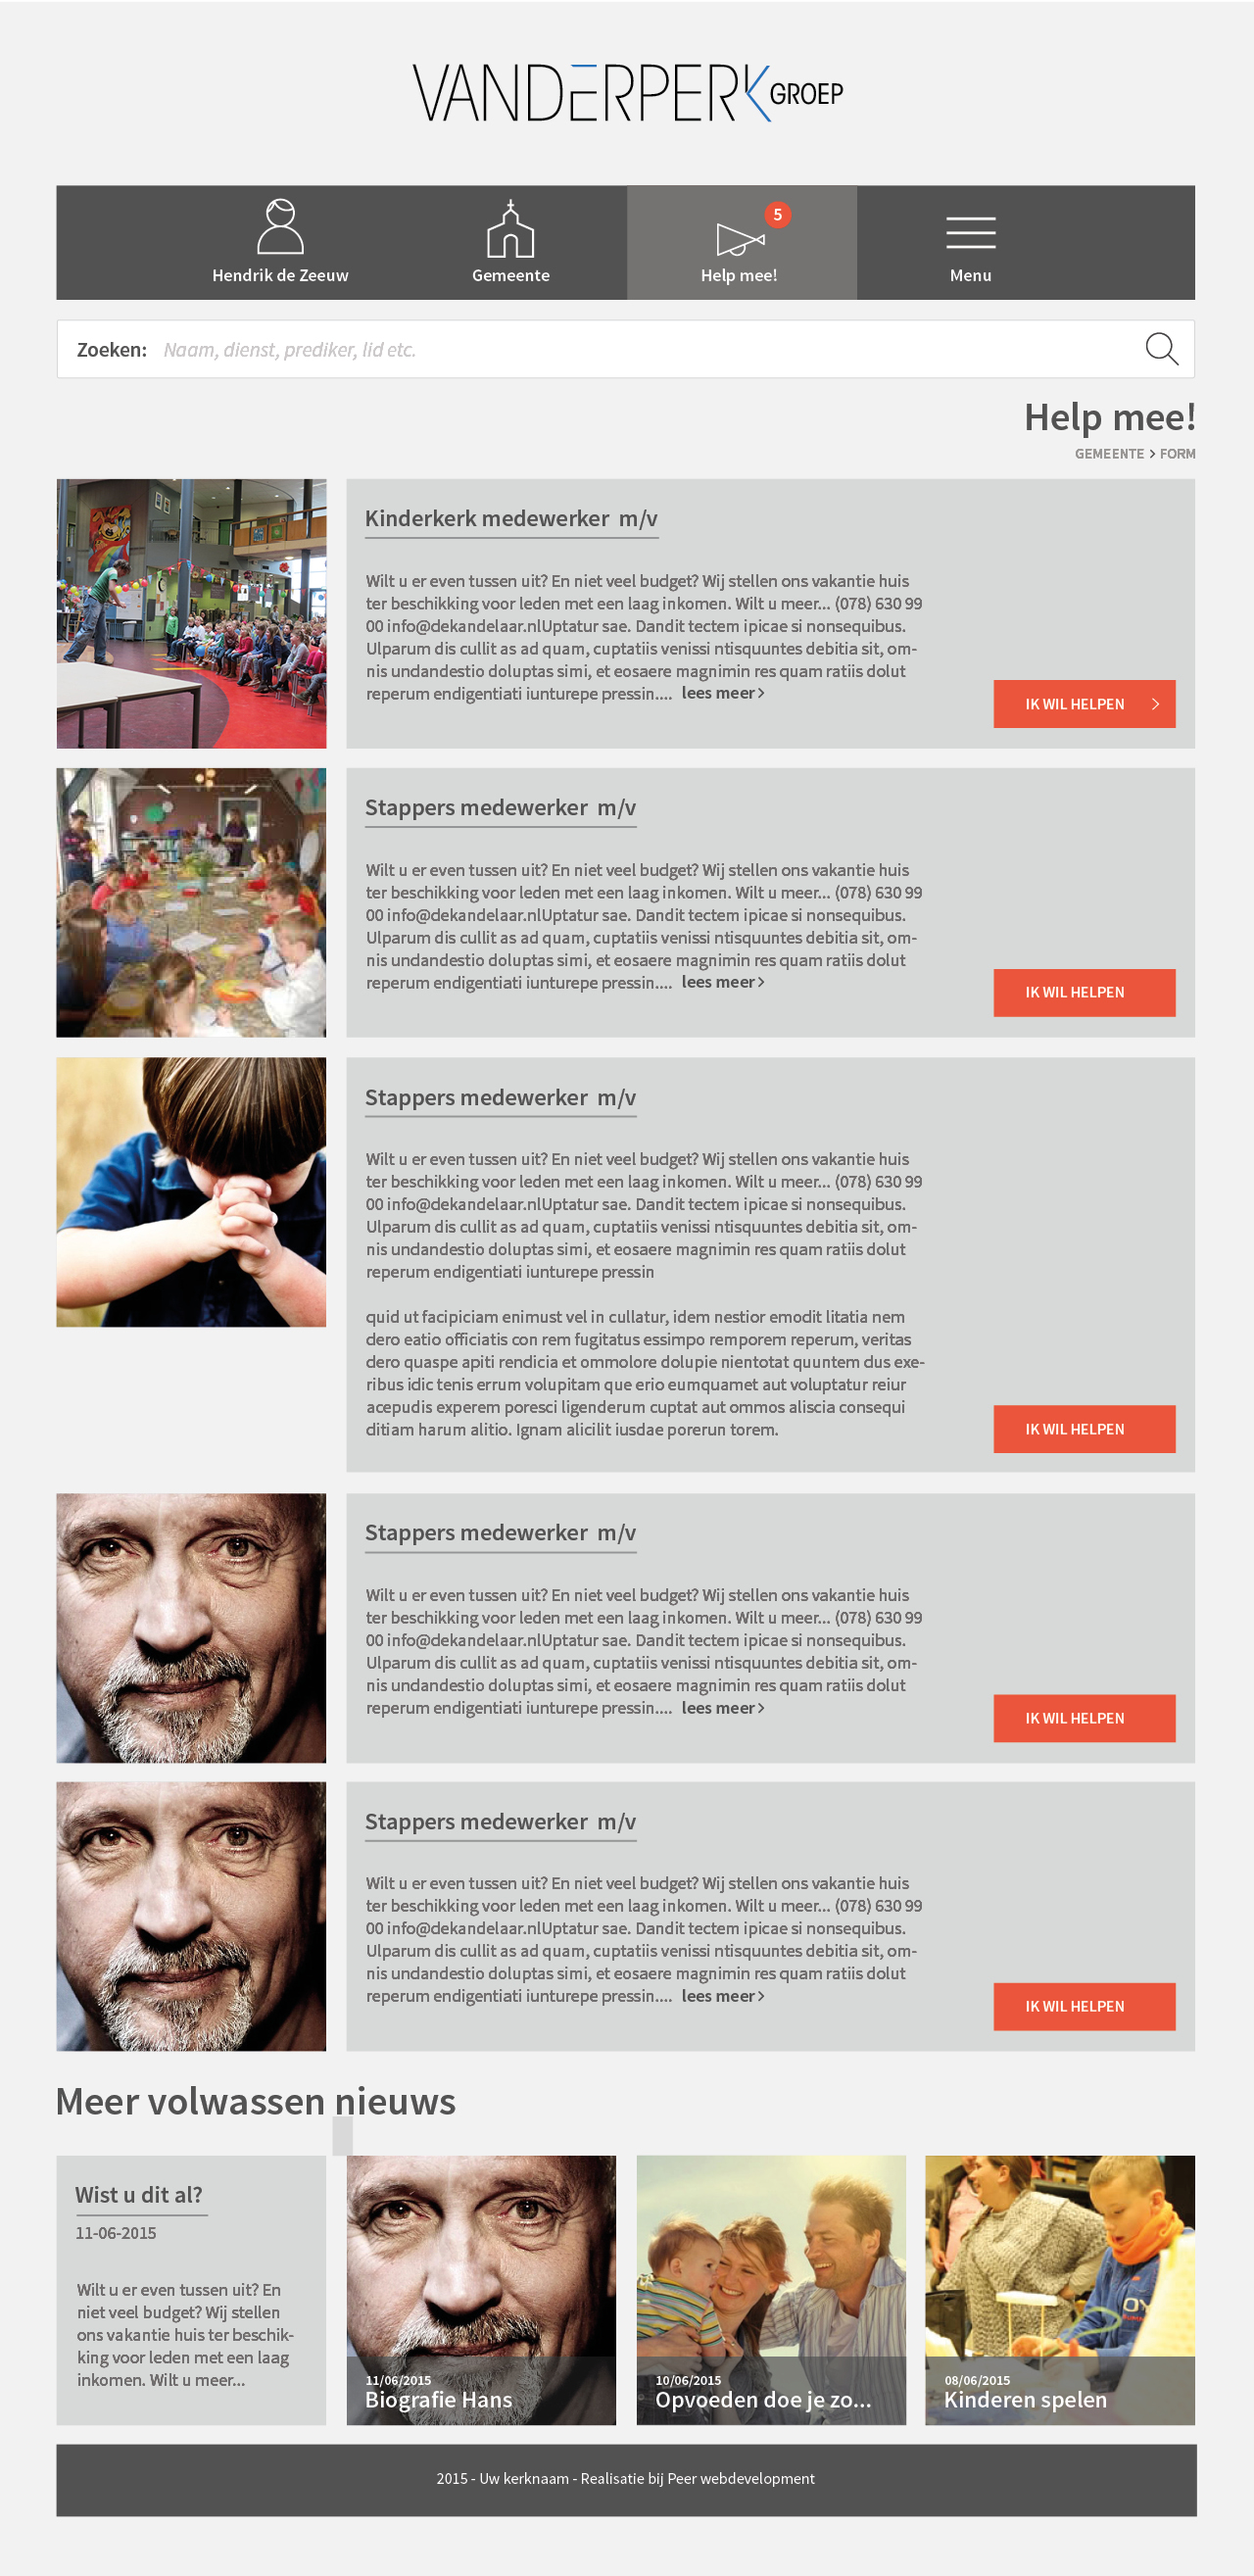 VANDERPERK GROEP
5
Hendrik de Zeeuw
Gemeente
Help mee!
Menu
Zoeken: Naam, dienst, prediker, lid etc.
Help mee!
GEMEENTE > FORM
Kinderkerk medewerker m/v
Wilt u er even tussen uit? En niet veel budget? Wij stellen ons vakantie huis
ter beschikking voor leden met een laag inkomen. Wilt u meer... (078) 630 99
00 info@dekandelaar.nlUptatur sae. Dandit tectem ipicae si nonsequibus.
Ulparum dis cullit as ad quam, cuptatiis venissi ntisquuntes debitia sit, om-
nis undandestio doluptas simi, et eosaere magnimin res quam ratiis dolut
reperum endigentiati iunturepe pressin.... lees meer >
IK WIL HELPEN >
Stappers medewerker m/v
Wilt u er even tussen uit? En niet veel budget? Wij stellen ons vakantie huis
ter beschikking voor leden met een laag inkomen. Wilt u meer... (078) 630 99
00 info@dekandelaar.nlUptatur sae. Dandit tectem ipicae si nonsequibus.
Ulparum dis cullit as ad quam, cuptatiis venissi ntisquuntes debitia sit, om-
nis undandestio doluptas simi, et eosaere magnimin res quam ratiis dolut
reperum endigentiati iunturepe pressin.... lees meer >
IK WIL HELPEN
Stappers medewerker m/v
Wilt u er even tussen uit? En niet veel budget? Wij stellen ons vakantie huis
ter beschikking voor leden met een laag inkomen. Wilt u meer... (078) 630 99
00 info@dekandelaar.nlUptatur sae. Dandit tectem ipicae si nonsequibus.
Ulparum dis cullit as ad quam, cuptatiis venissi ntisquuntes debitia sit, om-
nis undandestio doluptas simi, et eosaere magnimin res quam ratiis dolut
reperum endigentiati iunturepe pressin
quid ut facipiciam enimust vel in cullatur, idem nestior emodit litatia nem
dero eatio officiatis con rem fugitatus essimpo remporem reperum, veritas
dero quaspe apiti rendicia et ommolore dolupie nientotat quuntem dus exe-
ribus idic tenis errum volupitam que erio eumquamet aut voluptatur reiur
acepudis experem poresci ligenderum cuptat aut ommos aliscia consequi
ditiam harum alitio. Ignam alicilit iusdae porerun torem.
IK WIL HELPEN
Stappers medewerker m/v
Wilt u er even tussen uit? En niet veel budget? Wij stellen ons vakantie huis
ter beschikking voor leden met een laag inkomen. Wilt u meer... (078) 630 99
00 info@dekandelaar.nlUptatur sae. Dandit tectem ipicae si nonsequibus.
Ulparum dis cullit as ad quam, cuptatiis venissi ntisquuntes debitia sit, om-
nis undandestio doluptas simi, et eosaere magnimin res quam ratiis dolut
reperum endigentiati iunturepe pressin.... lees meer >
IK WIL HELPEN
Stappers medewerker m/v
Wilt u er even tussen uit? En niet veel budget? Wij stellen ons vakantie huis
ter beschikking voor leden met een laag inkomen. Wilt u meer... (078) 630 99
00 info@dekandelaar.nlUptatur sae. Dandit tectem ipicae si nonsequibus.
Ulparum dis cullit as ad quam, cuptatiis venissi ntisquuntes debitia sit, om-
nis undandestio doluptas simi, et eosaere magnimin res quam ratiis dolut
reperum endigentiati iunturepe pressin.... lees meer >
IK WIL HELPEN
Meer volwassen nieuws
Wist u dit al?
11-06-2015
Wilt u er even tussen uit? En
niet veel budget? Wij stellen
ons vakantie huis ter beschik-
king voor leden met een laag
inkomen. Wilt u meer...
11/06/2015
Biografie Hans
10/06/2015
Opvoeden doe je zo...
08/06/2015
Kinderen spelen
2015 - Uw kerknaam - Realisatie bij Peer webdevelopment